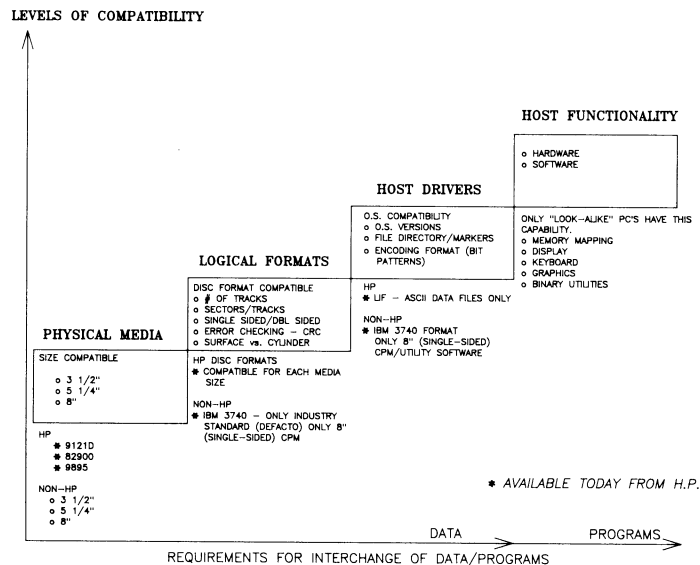 LEVELS OF COMPATIBILITY
HOST FUNCTIONALITY
o HARDWARE
o SOFTWARE
ONLY "LOOK-ALIKE" PC'S HAVE THIS
CAPABILITY.
o MEMORY MAPPING
o DISPLAY
o KEYBOARD
o GRAPHICS
o BINARY UTILITIES
HOST DRIVERS
O.S. COMPATIBILITY
o O.S. VERSIONS
o FILE DIRECTORY/MARKERS
o ENCODING FORMAT (BIT
PATTERNS)
HP
* LIF - ASCII DATA FILES ONLY
NON-HP
* IBM 3740 FORMAT
ONLY 8" (SINGLE-SIDED)
CPM/UTILITY SOFTWARE
LOGICAL FORMATS
DISC FORMAT COMPATIBLE
o # OF TRACKS
o SECTORS/TRACKS
o SINGLE SIDED/DBL SIDED
o ERROR CHECKING - CRC
o SURFACE vs. CYLINDER
HP DISC FORMATS
* COMPATIBLE FOR EACH MEDIA
SIZE
NON-HP
* IBM 3740 - ONLY INDUSTRY
STANDARD (DEFACTO) ONLY 8"
(SINGLE-SIDED) CPM
PHYSICAL MEDIA
SIZE COMPATIBLE
o 3 1/2"
o 5 1/4"
o 8"
HP
* 9121D
* 82900
* 9895
NON-HP
o 3 1/2"
o 5 1/4"
o 8"
* AVAILABLE TODAY FROM H.P.
DATA
PROGRAMS
REQUIREMENTS FOR INTERCHANGE OF DATA/PROGRAMS